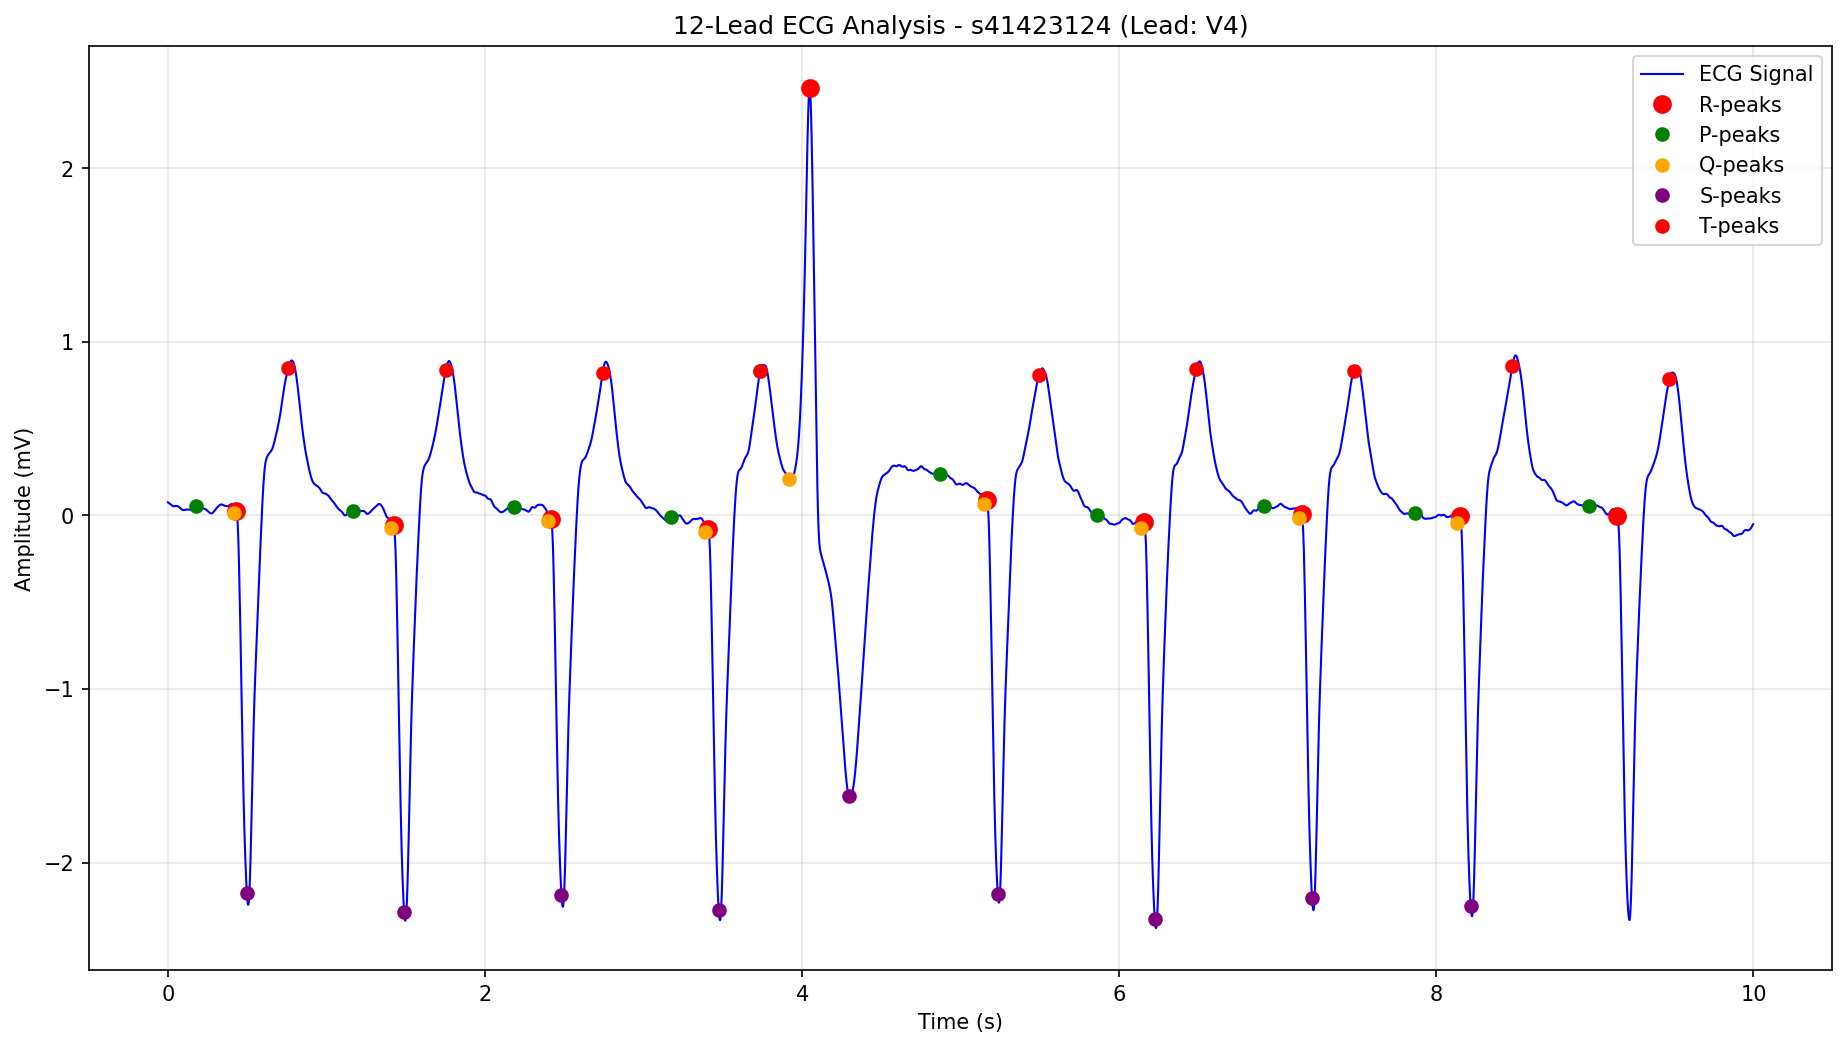 12-Lead ECG Analysis - s41423124 (Lead: V4)
ECG Signal
R-peaks
P-peaks
Q-peaks
S-peaks
T-peaks
Amplitude (mV)
2
1
0
−1
−2
0 2 4 6 8 10
Time (s)